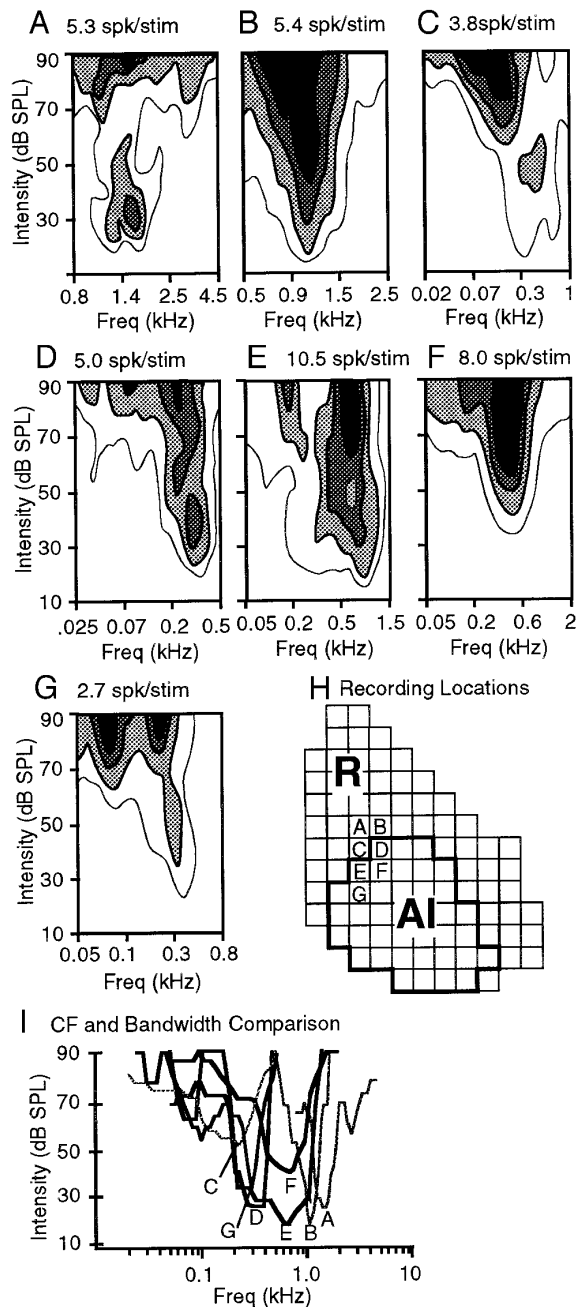 A 5.3 spk/stim
B 5.4 spk/stim
C 3.8spk/stim
Intensity (dB SPL)
90
70
50
30
0.8 1.4 2.5 4.5
Freq (kHz)
0.5 0.9 1.5 2.5
Freq (kHz)
0.02 0.07 0.3 1
Freq (kHz)
D 5.0 spk/stim
E 10.5 spk/stim
F 8.0 spk/stim
Intensity (dB SPL)
90
70
50
30
10
.025 0.07 0.2 0.5
Freq (kHz)
0.05 0.2 0.5 1.5
Freq (kHz)
0.05 0.2 0.6 2
Freq (kHz)
G 2.7 spk/stim
Intensity (dB SPL)
90
70
50
30
10
0.05 0.1 0.3 0.8
Freq (kHz)
H Recording Locations
R
A B
C D
E F
G
AI
I CF and Bandwidth Comparison
Intensity (dB SPL)
90
70
50
30
10
C
G
D
E
F
B
A
0.1 1.0 10
Freq (kHz)